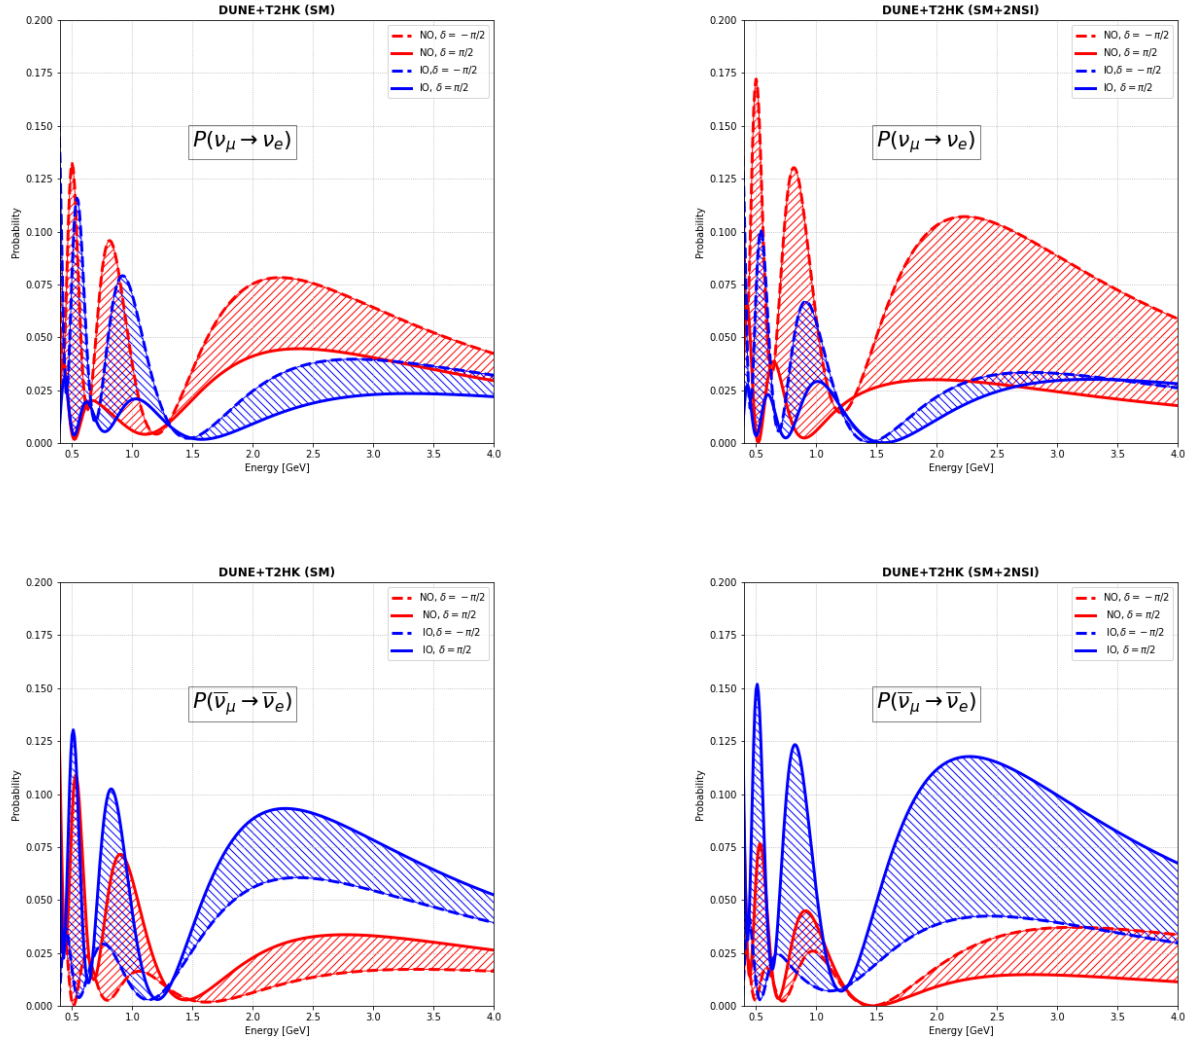 DUNE+T2HK (SM)
0.200
0.175
0.150
0.125
0.100
0.075
0.050
0.025
0.000
Probability
NO, δ = −π/2
NO, δ = π/2
IO,δ = −π/2
IO, δ = π/2
P(νμ → νe)
0.5 1.0 1.5 2.0 2.5 3.0 3.5 4.0
Energy [GeV]
DUNE+T2HK (SM+2NSI)
0.200
0.175
0.150
0.125
0.100
0.075
0.050
0.025
0.000
Probability
NO, δ = −π/2
NO, δ = π/2
IO,δ = −π/2
IO, δ = π/2
P(νμ → νe)
0.5 1.0 1.5 2.0 2.5 3.0 3.5 4.0
Energy [GeV]
DUNE+T2HK (SM)
0.200
0.175
0.150
0.125
0.100
0.075
0.050
0.025
0.000
Probability
NO, δ = −π/2
NO, δ = π/2
IO,δ = −π/2
IO, δ = π/2
P(ν̅μ → ν̅e)
0.5 1.0 1.5 2.0 2.5 3.0 3.5 4.0
Energy [GeV]
DUNE+T2HK (SM+2NSI)
0.200
0.175
0.150
0.125
0.100
0.075
0.050
0.025
0.000
Probability
NO, δ = −π/2
NO, δ = π/2
IO,δ = −π/2
IO, δ = π/2
P(ν̅μ → ν̅e)
0.5 1.0 1.5 2.0 2.5 3.0 3.5 4.0
Energy [GeV]